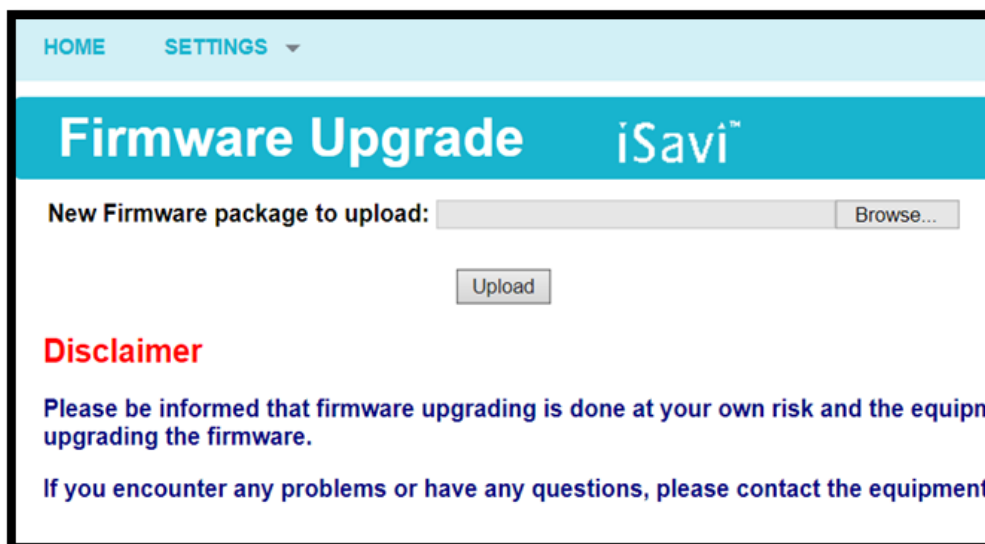 HOME SETTINGS
Firmware Upgrade iSavi™
New Firmware package to upload: Browse...
Upload
Disclaimer
Please be informed that firmware upgrading is done at your own risk and the
upgrading the firmware.
If you encounter any problems or have any questions, please contact the equipment